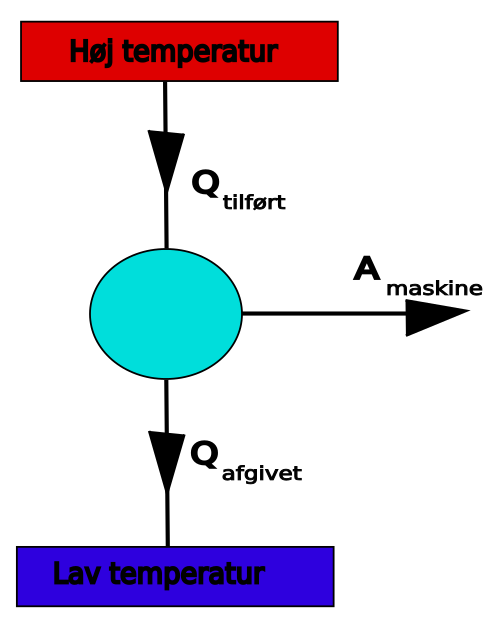 Høj temperatur
Q tilført
A maskine
Q afgivet
Lav temperatur